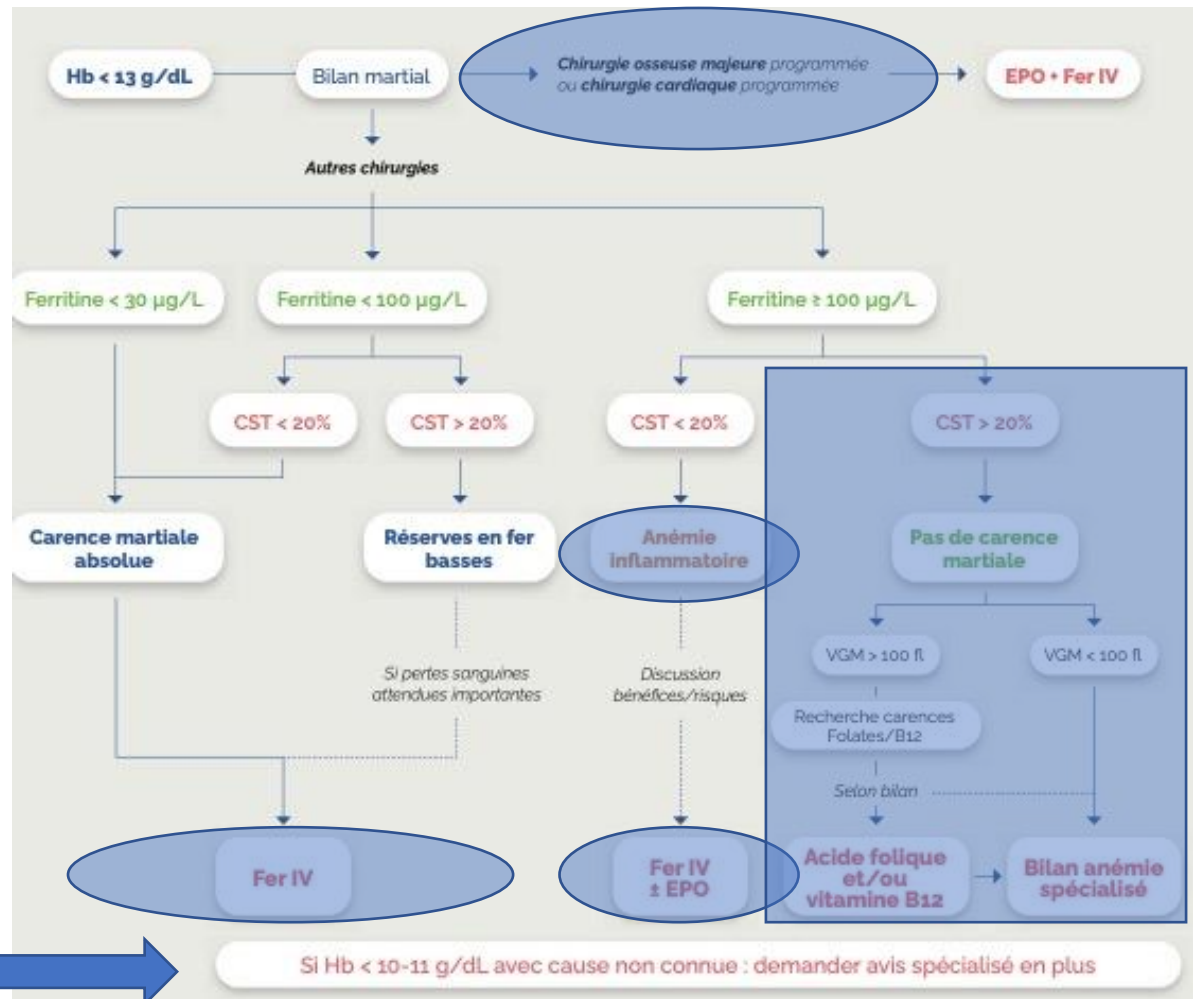 Hb < 13 g/dL
Bilan martial
Chirurgie osseuse majeure programmée
ou chirurgie cardiaque programmée
EPO + Fer IV
Autres chirurgies
Ferritine < 30 µg/L
Ferritine < 100 µg/L
Ferritine ≥ 100 µg/L
CST < 20%
CST > 20%
CST < 20%
CST > 20%
Carence martiale
absolue
Réserves en fer
basses
Anémie
inflammatoire
Pas de carence
martiale
Si pertes sanguines
attendues importantes
Discussion
bénéfices/risques
VGM > 100 fl
VGM < 100 fl
Recherche carences
Folates/B12
Selon bilan
Fer IV
Fer IV
± EPO
Acide folique
et/ou
vitamine B12
Bilan anémie
spécialisé
Si Hb < 10-11 g/dL avec cause non connue : demander avis spécialisé en plus